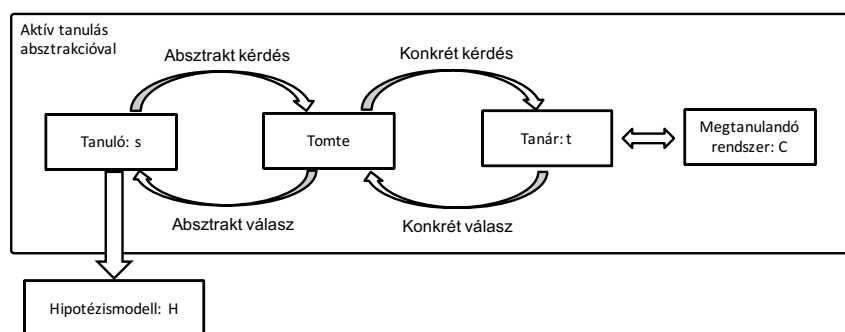 Aktív tanulás
absztrakcióval
Absztrakt kérdés
Konkrét kérdés
Tanuló: s
Tomte
Tanár: t
Megtanulandó
rendszer: C
Absztrakt válasz
Konkrét válasz
Hipotézismodell: H